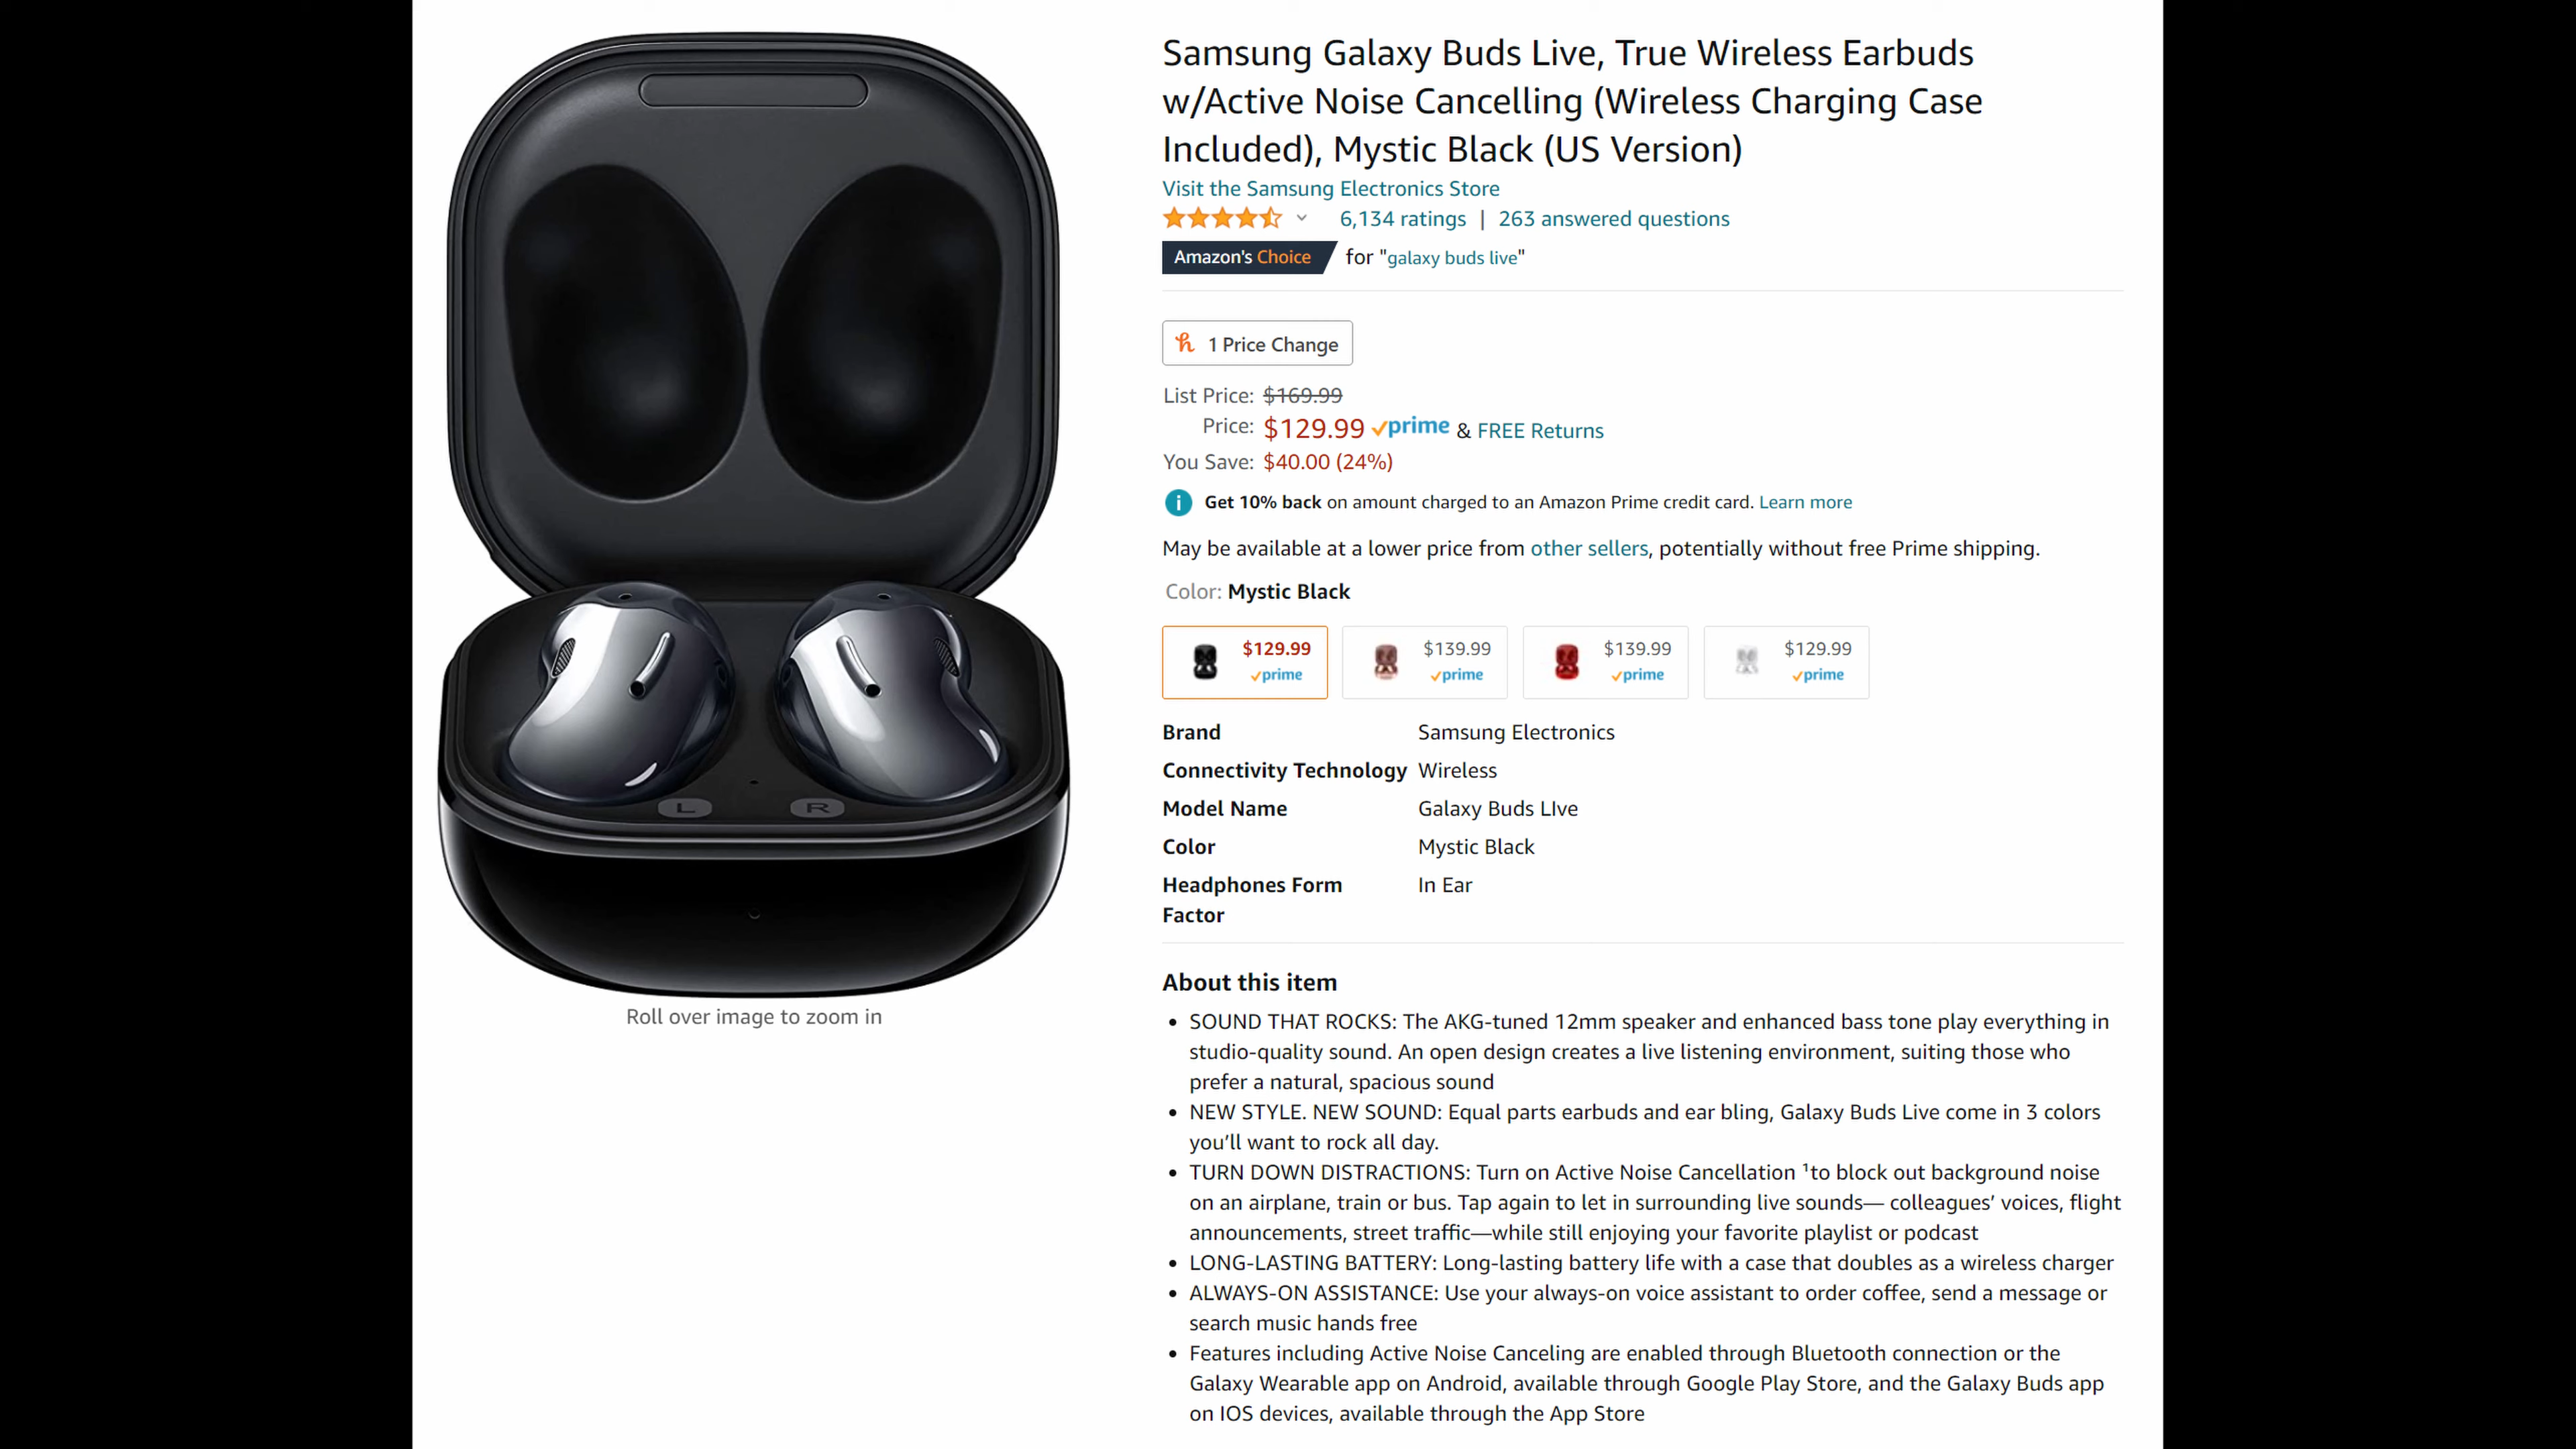 Samsung Galaxy Buds Live, True Wireless Earbuds
w/Active Noise Cancelling (Wireless Charging Case
Included), Mystic Black (US Version)
Visit the Samsung Electronics Store
6,134 ratings | 263 answered questions
Amazon's Choice for "galaxy buds live"
1 Price Change
List Price: $169.99
Price: $129.99 prime & FREE Returns
You Save: $40.00 (24%)
i Get 10% back on amount charged to an Amazon Prime credit card. Learn more
May be available at a lower price from other sellers, potentially without free Prime shipping.
Color: Mystic Black
$129.99 $139.99 $139.99 $129.99
prime prime prime prime
Brand Samsung Electronics
Connectivity Technology Wireless
Model Name Galaxy Buds LIve
Color Mystic Black
Headphones Form In Ear
Factor
About this item
• SOUND THAT ROCKS: The AKG-tuned 12mm speaker and enhanced bass tone play everything in
studio-quality sound. An open design creates a live listening environment, suiting those who
prefer a natural, spacious sound
• NEW STYLE. NEW SOUND: Equal parts earbuds and ear bling, Galaxy Buds Live come in 3 colors
you’ll want to rock all day.
• TURN DOWN DISTRACTIONS: Turn on Active Noise Cancellation ¹to block out background noise
on an airplane, train or bus. Tap again to let in surrounding live sounds— colleagues’ voices, flight
announcements, street traffic—while still enjoying your favorite playlist or podcast
• LONG-LASTING BATTERY: Long-lasting battery life with a case that doubles as a wireless charger
• ALWAYS-ON ASSISTANCE: Use your always-on voice assistant to order coffee, send a message or
search music hands free
• Features including Active Noise Canceling are enabled through Bluetooth connection or the
Galaxy Wearable app on Android, available through Google Play Store, and the Galaxy Buds app
on IOS devices, available through the App Store
L R
Roll over image to zoom in